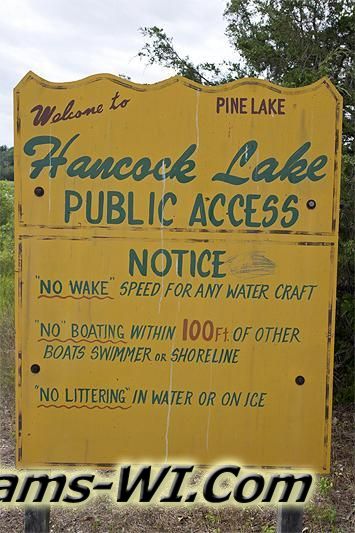 Welcome to PINE LAKE
Hancock Lake
PUBLIC ACCESS
NOTICE
"NO WAKE" SPEED FOR ANY WATER CRAFT
"NO" BOATING WITHIN 100Ft. OF OTHER
BOATS SWIMMER OR SHORELINE
"NO LITTERING" IN WATER OR ON ICE
ams-WI.Com